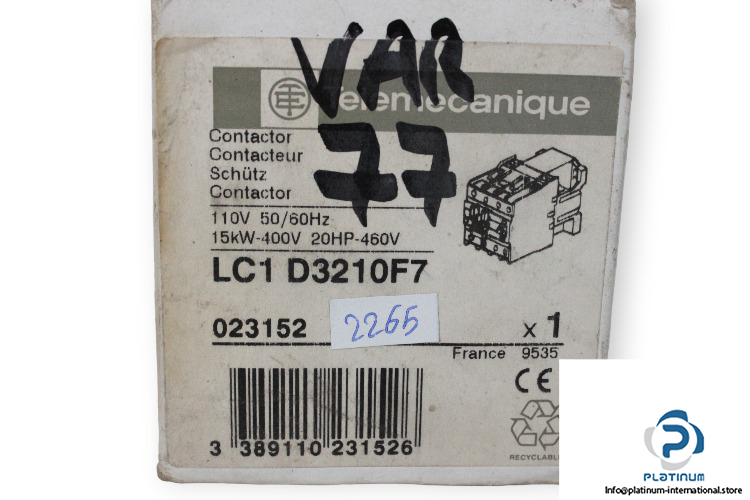 VAR
77
Telemecanique
Contactor
Contacteur
Schütz
Contactor
110V 50/60Hz
15kW-400V 20HP-460V
LC1 D3210F7
023152
2265
x 1
France 9535
CE
3 389110 231526
RECYCLABLE
PLATINUM
Info@platinum-international.store